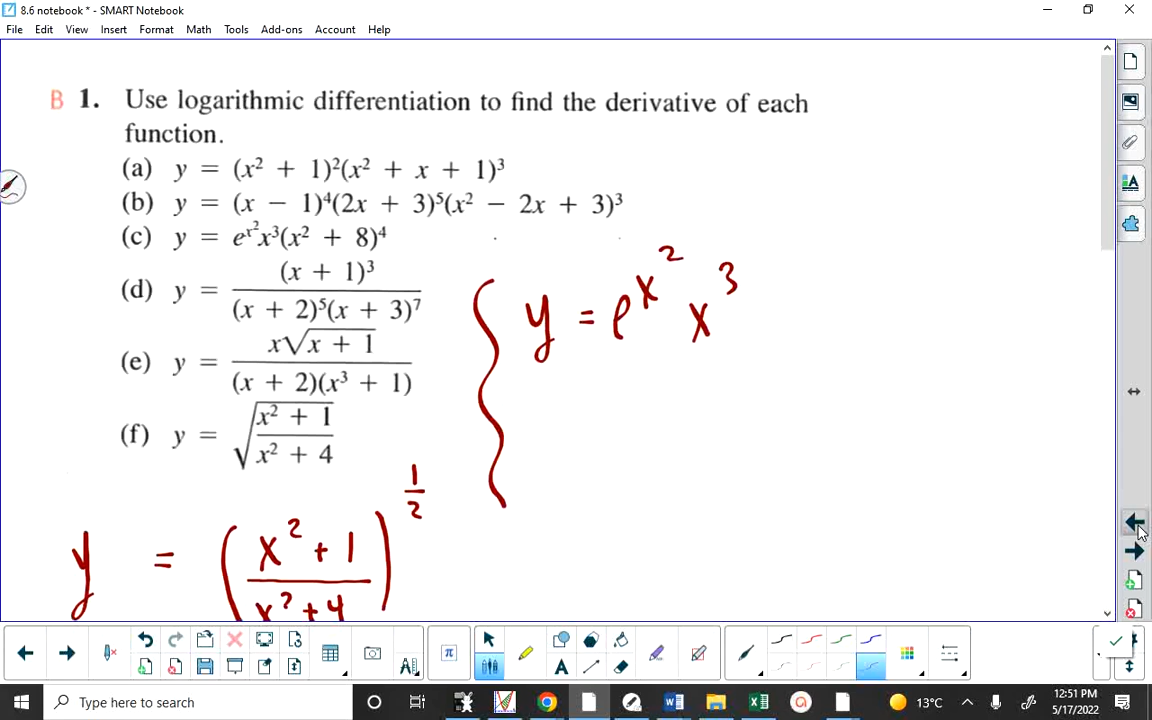 8.6 notebook * - SMART Notebook
File Edit View Insert Format Math Tools Add-ons Account Help
B 1. Use logarithmic differentiation to find the derivative of each
function.
(a) y = (x² + 1)²(x² + x + 1)³
(b) y = (x − 1)⁴(2x + 3)⁵(x² − 2x + 3)³
(c) y = eˣ²x³(x² + 8)⁴
(d) y = (x + 1)³ / (x + 2)⁵(x + 3)⁷
(e) y = x√(x + 1) / (x + 2)(x³ + 1)
(f) y = √((x² + 1) / (x² + 4))
y = eˣ² x³
y = ((x² + 1) / (x² + 4))^(1/2)
Type here to search
13°C
12:51 PM
5/17/2022